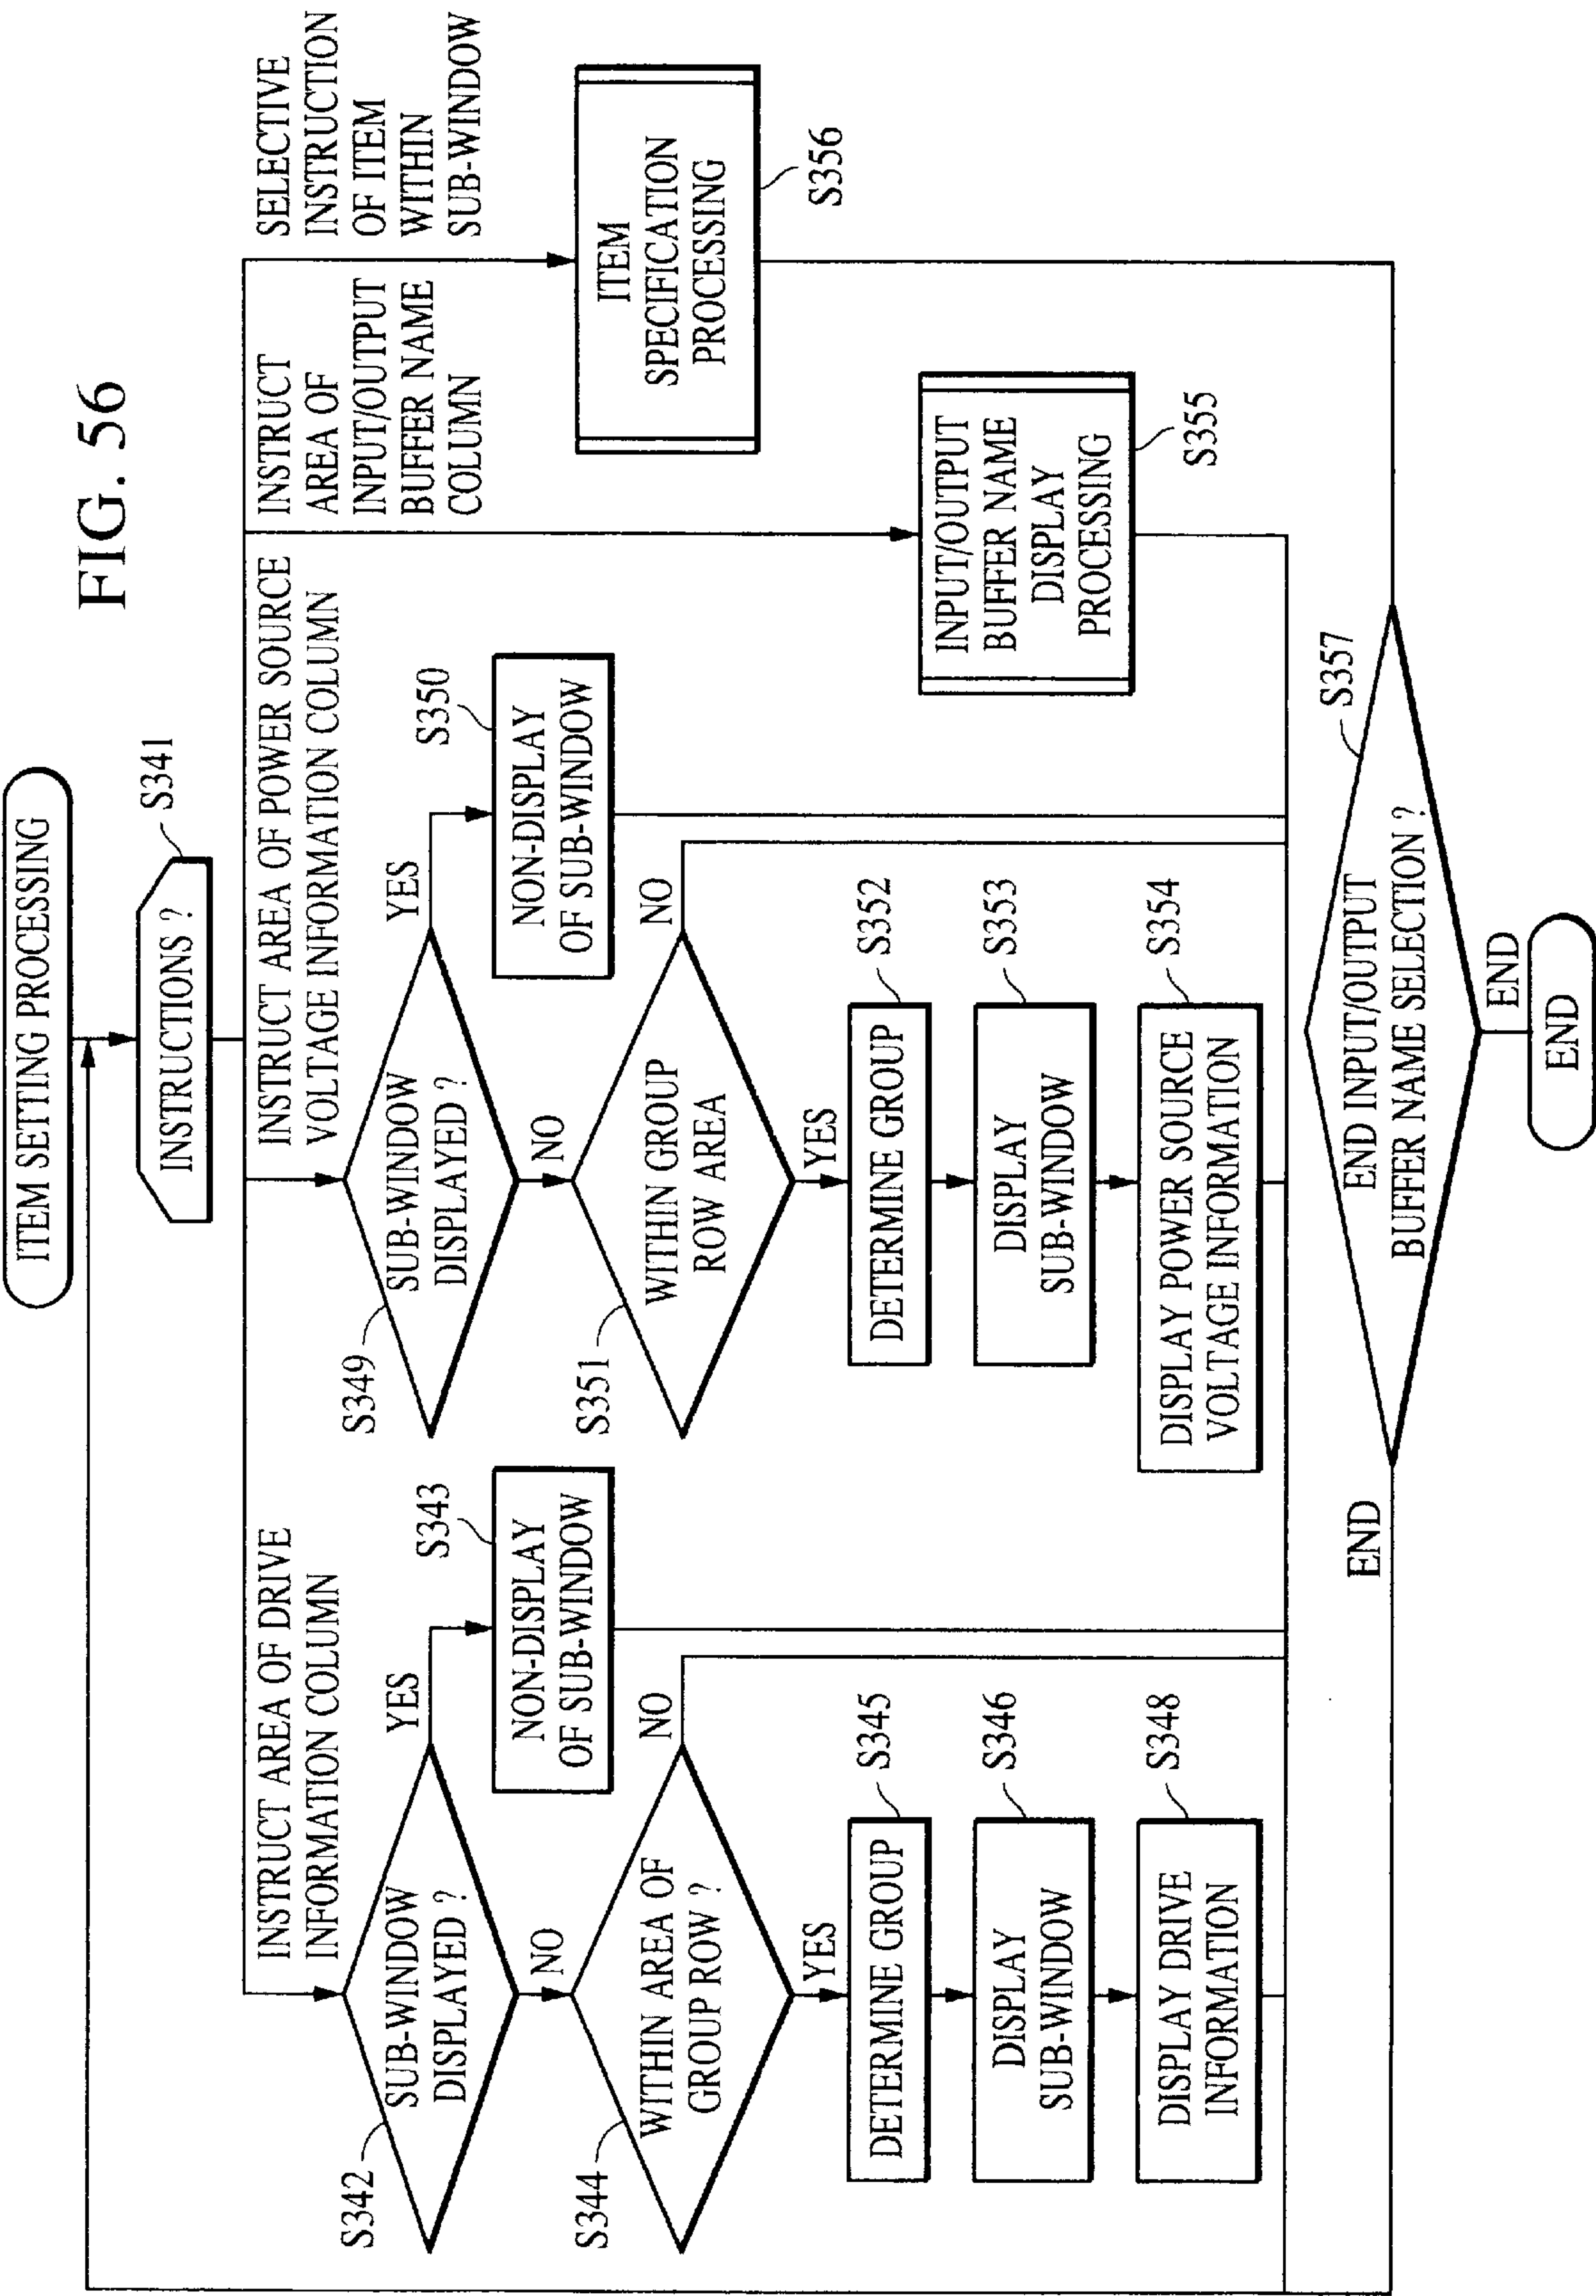 FIG. 56
ITEM SETTING PROCESSING
INSTRUCTIONS ?
S341
INSTRUCT AREA OF DRIVE
INFORMATION COLUMN
INSTRUCT AREA OF POWER SOURCE
VOLTAGE INFORMATION COLUMN
INSTRUCT
AREA OF
INPUT/OUTPUT
BUFFER NAME
COLUMN
SELECTIVE
INSTRUCTION
OF ITEM
WITHIN
SUB-WINDOW
S342
SUB-WINDOW
DISPLAYED ?
YES
NO
S343
NON-DISPLAY
OF SUB-WINDOW
S344
WITHIN AREA OF
GROUP ROW ?
NO
YES
DETERMINE GROUP
S345
DISPLAY
SUB-WINDOW
S346
DISPLAY DRIVE
INFORMATION
S348
S349
SUB-WINDOW
DISPLAYED ?
YES
NO
S350
NON-DISPLAY
OF SUB-WINDOW
S351
WITHIN GROUP
ROW AREA
NO
YES
DETERMINE GROUP
S352
DISPLAY
SUB-WINDOW
S353
DISPLAY POWER SOURCE
VOLTAGE INFORMATION
S354
INPUT/OUTPUT
BUFFER NAME
DISPLAY
PROCESSING
S355
ITEM
SPECIFICATION
PROCESSING
S356
END INPUT/OUTPUT
BUFFER NAME SELECTION ?
S357
END
END
END